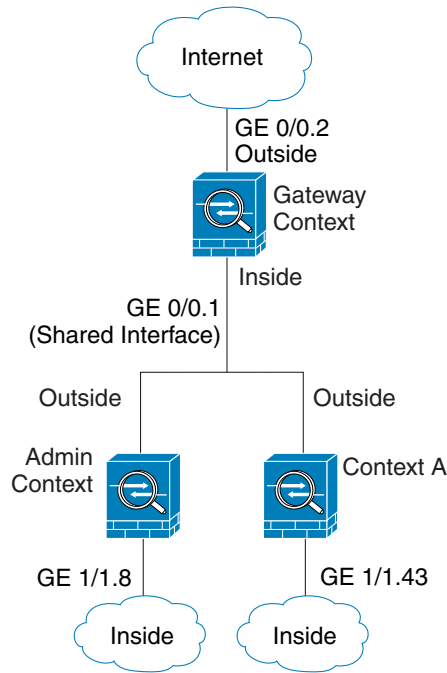 Internet
GE 0/0.2
Outside
Gateway
Context
Inside
GE 0/0.1
(Shared Interface)
Outside
Outside
Admin
Context
Context A
GE 1/1.8
GE 1/1.43
Inside
Inside